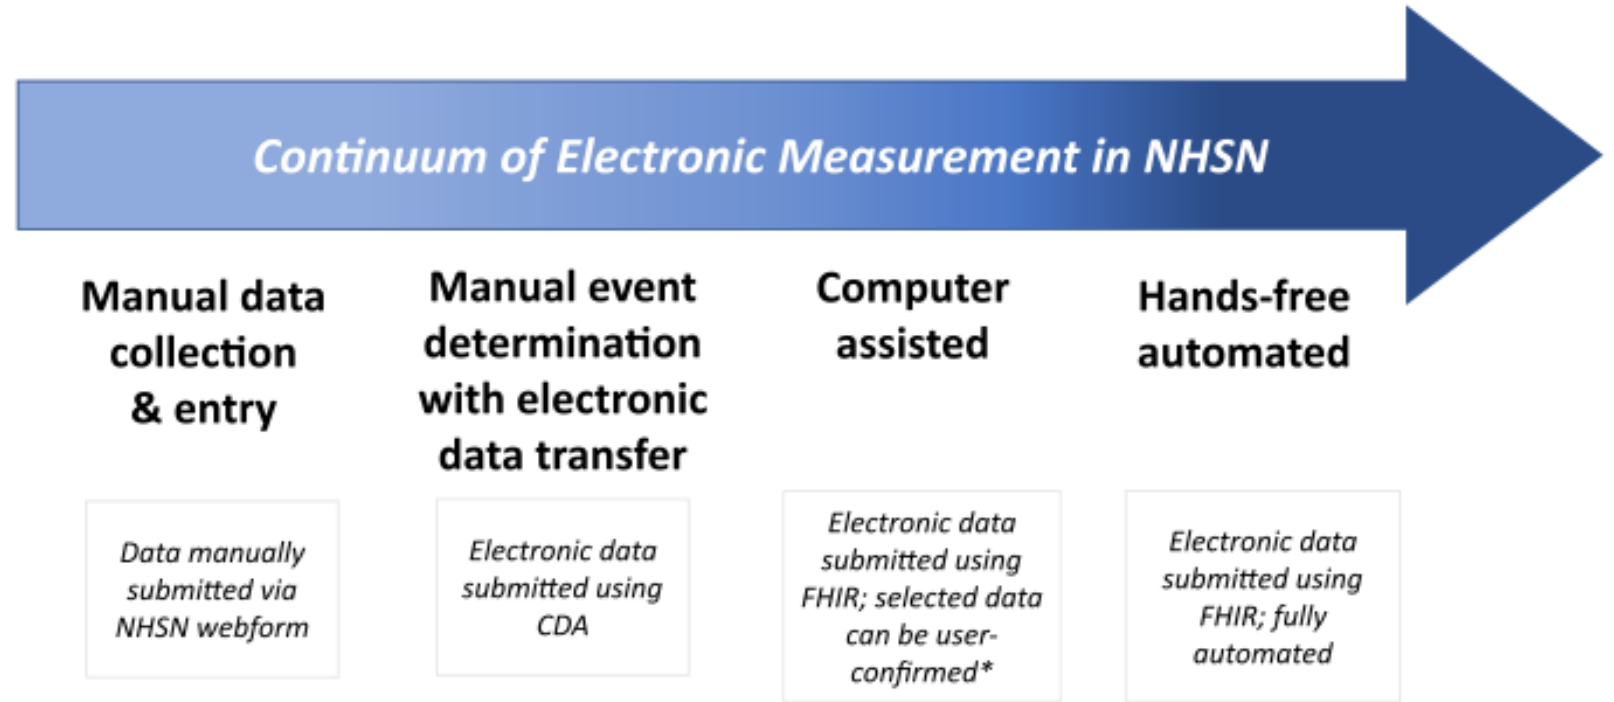 Continuum of Electronic Measurement in NHSN
Manual data
collection
& entry
Manual event
determination
with electronic
data transfer
Computer
assisted
Hands-free
automated
Data manually
submitted via
NHSN webform
Electronic data
submitted using
CDA
Electronic data
submitted using
FHIR; selected data
can be user-
confirmed*
Electronic data
submitted using
FHIR; fully
automated